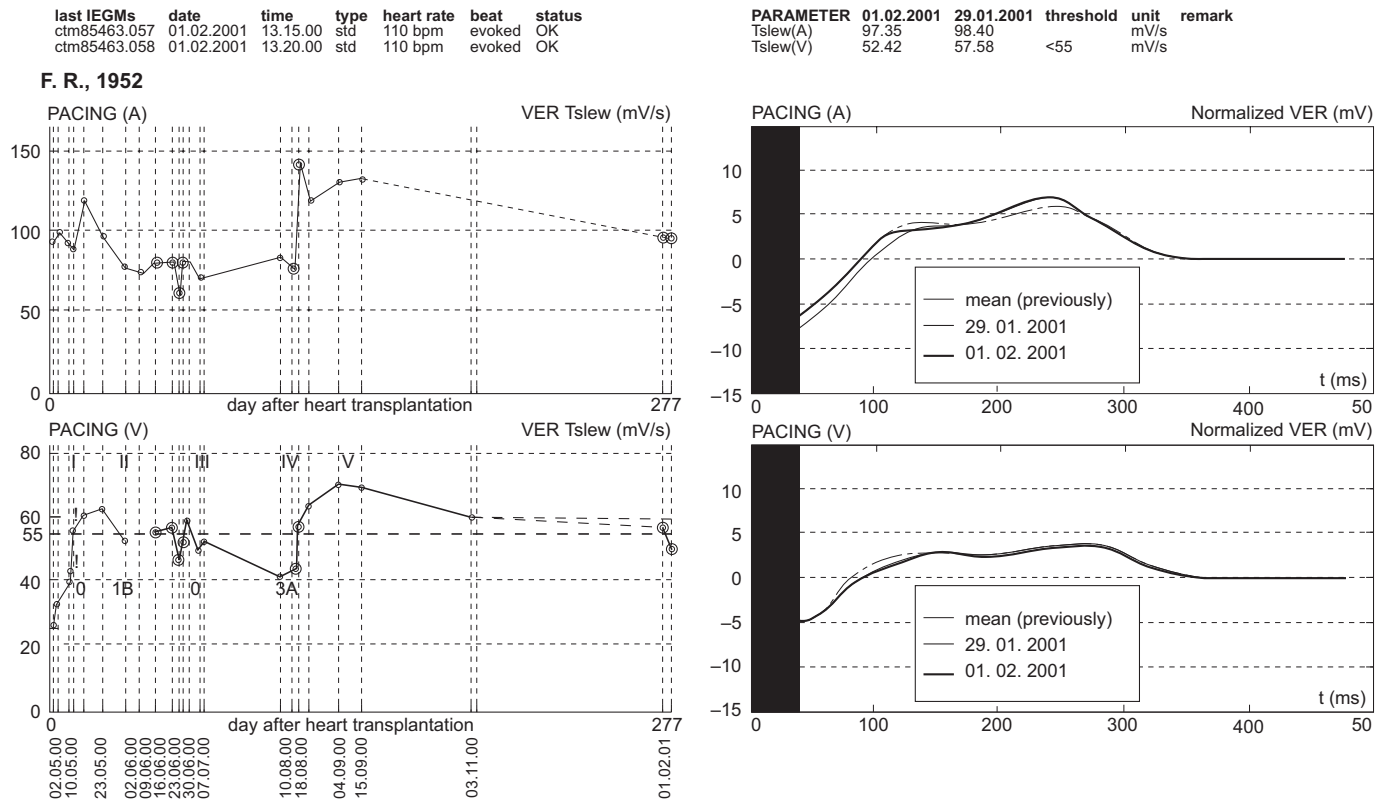 last IEGMs date time type heart rate beat status
ctm85463.057 01.02.2001 13.15.00 std 110 bpm evoked OK
ctm85463.058 01.02.2001 13.20.00 std 110 bpm evoked OK
PARAMETER 01.02.2001 29.01.2001 threshold unit remark
Tslew(A) 97.35 98.40 mV/s
Tslew(V) 52.42 57.58 <55 mV/s
F. R., 1952
PACING (A) VER Tslew (mV/s)
150
100
50
0
0 day after heart transplantation 277
PACING (A) Normalized VER (mV)
10
5
0
–5
–10
–15
mean (previously)
29. 01. 2001
01. 02. 2001
t (ms)
0 100 200 300 400 50
PACING (V) VER Tslew (mV/s)
80
60
55
40
20
0
I II III IV V
!
!
0 1B 0 3A
0 day after heart transplantation 277
02.05.00
10.05.00
23.05.00
02.06.00
09.06.00
16.06.00
23.06.00
30.06.00
07.07.00
10.08.00
18.08.00
04.09.00
15.09.00
03.11.00
01.02.01
PACING (V) Normalized VER (mV)
10
5
0
–5
–10
–15
mean (previously)
29. 01. 2001
01. 02. 2001
t (ms)
0 100 200 300 400 50